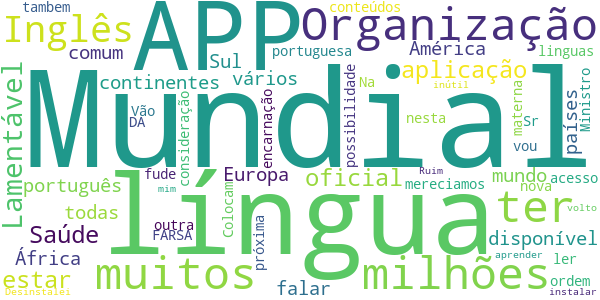 tambem
conteúdos
Inglês
APP
Organização
comum
Sul
portuguesa
América
línguas
continentes
vários
aplicação
inútil
Lamentável
Mundial
Vão
DA
consideração
encarnação
possibilidade
Na
nesta
Sr
materna
vou
países
Ministro
português
língua
fude
mim
Colocam
Europa
oficial
Ruim
mereciamos
mundo
nova
acesso
todas
ter
volto
Saúde
outra
FARSA
próxima
disponível
aprender
África
ler
estar
Desinstalei
muitos
falar
milhões
ordem
instalar